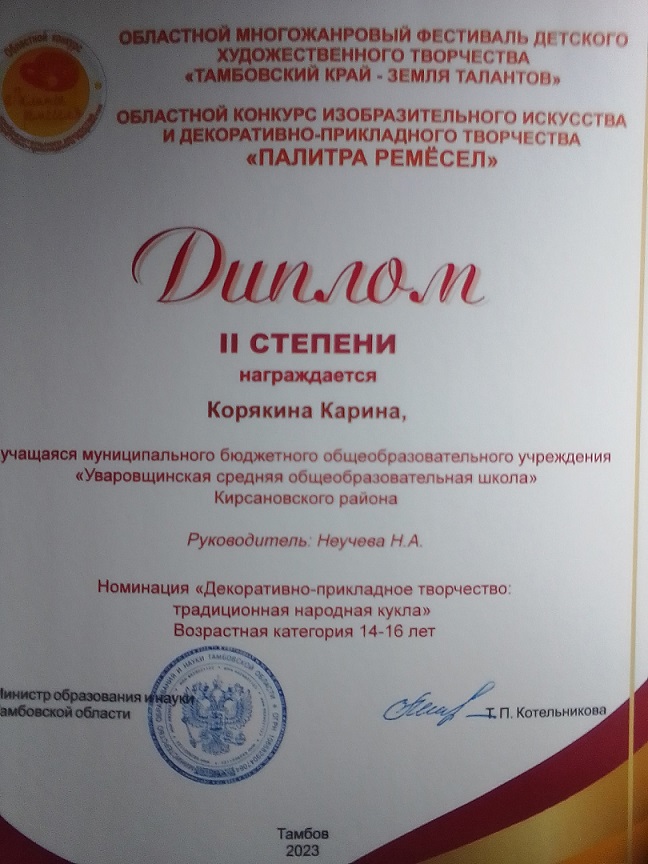 Областной конкурс
ОБЛАСТНОЙ МНОГОЖАНРОВЫЙ ФЕСТИВАЛЬ ДЕТСКОГО
ХУДОЖЕСТВЕННОГО ТВОРЧЕСТВА
«ТАМБОВСКИЙ КРАЙ - ЗЕМЛЯ ТАЛАНТОВ»
ОБЛАСТНОЙ КОНКУРС ИЗОБРАЗИТЕЛЬНОГО ИСКУССТВА
И ДЕКОРАТИВНО-ПРИКЛАДНОГО ТВОРЧЕСТВА
«ПАЛИТРА РЕМЁСЕЛ»
Диплом
II СТЕПЕНИ
награждается
Корякина Карина,
учащаяся муниципального бюджетного общеобразовательного учреждения
«Уваровщинская средняя общеобразовательная школа»
Кирсановского района
Руководитель: Неучева Н.А.
Номинация «Декоративно-прикладное творчество:
традиционная народная кукла»
Возрастная категория 14-16 лет
Министр образования и науки
Тамбовской области
Т.П. Котельникова
Тамбов
2023